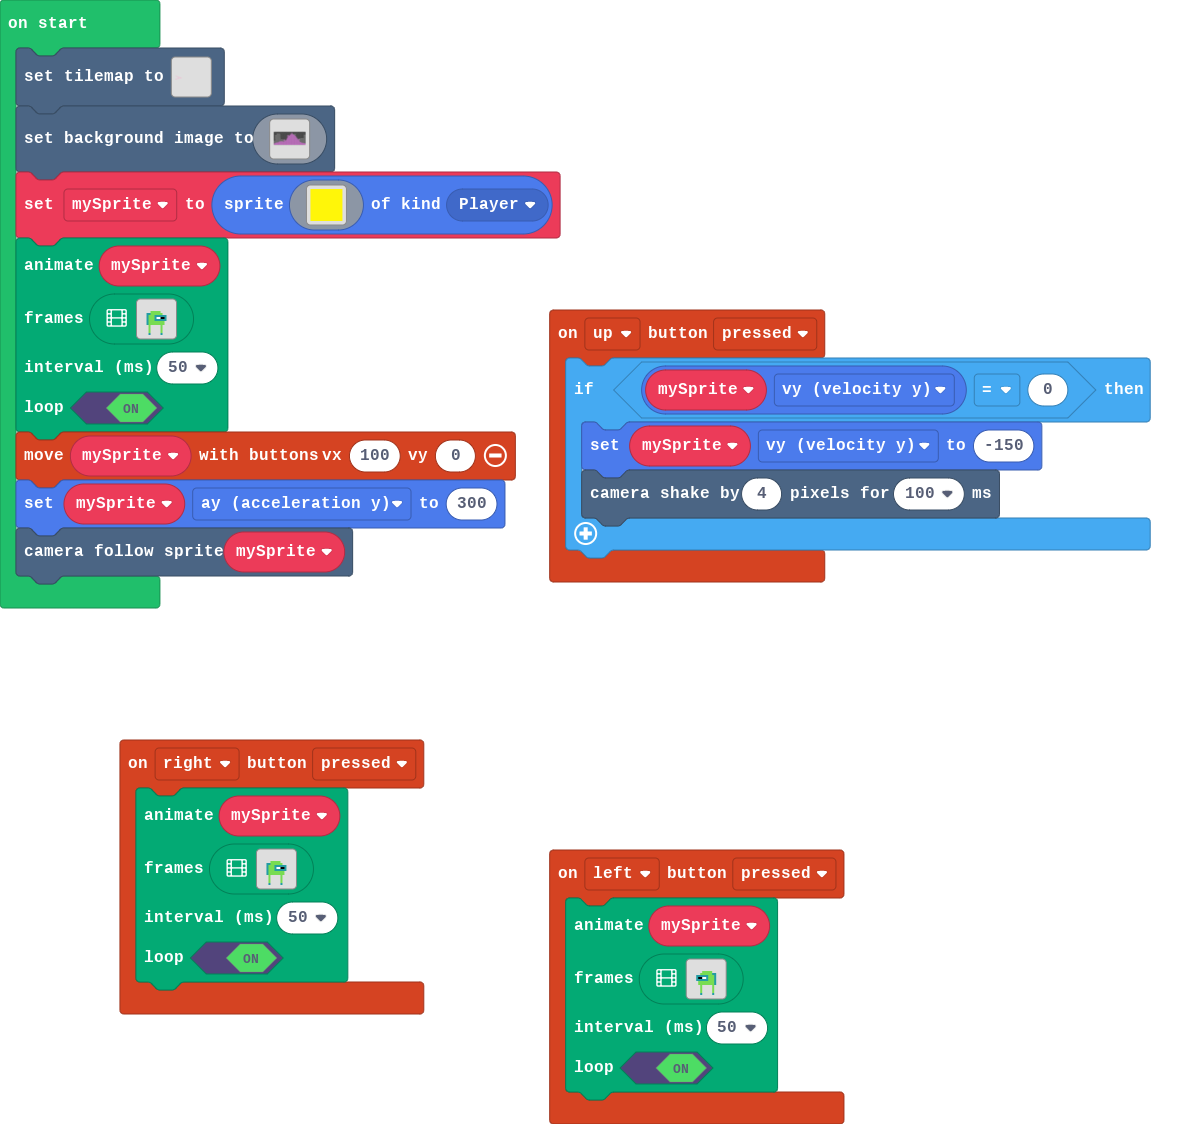 on start
set tilemap to
set background image to
set mySprite to sprite of kind Player
animate mySprite
frames
interval (ms) 50
loop ON
move mySprite with buttons vx 100 vy 0
set mySprite ay (acceleration y) to 300
camera follow sprite mySprite
on up button pressed
if mySprite vy (velocity y) = 0 then
set mySprite vy (velocity y) to -150
camera shake by 4 pixels for 100 ms
on right button pressed
animate mySprite
frames
interval (ms) 50
loop ON
on left button pressed
animate mySprite
frames
interval (ms) 50
loop ON